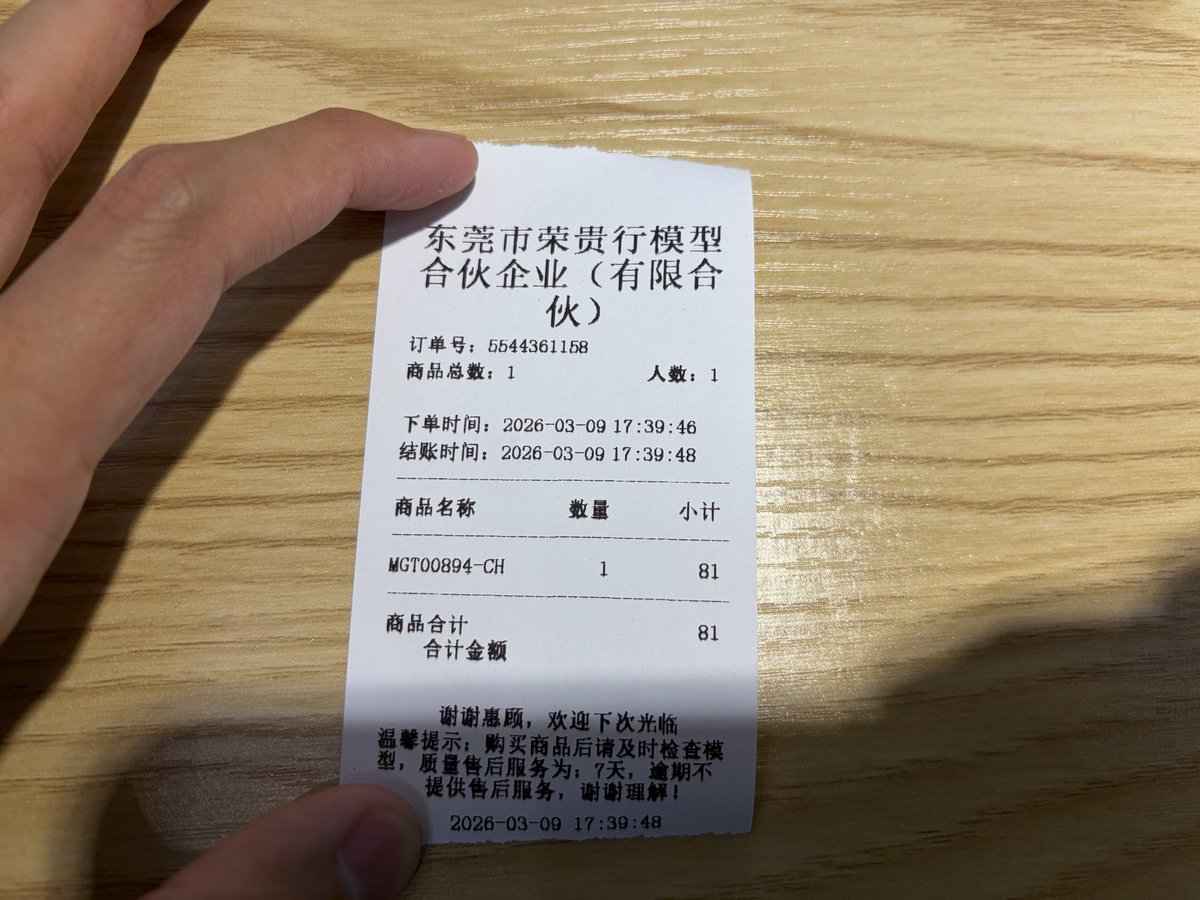 东莞市荣贵行模型
合伙企业（有限合
伙）
订单号：5544361158
商品总数：1 人数：1
下单时间：2026-03-09 17:39:46
结账时间：2026-03-09 17:39:48
商品名称 数量 小计
MGT00894-CH 1 81
商品合计 81
合计金额
谢谢惠顾，欢迎下次光临
温馨提示；购买商品后请及时检查模
型，质量售后服务为；7天，逾期不
提供售后服务，谢谢理解！
2026-03-09 17:39:48